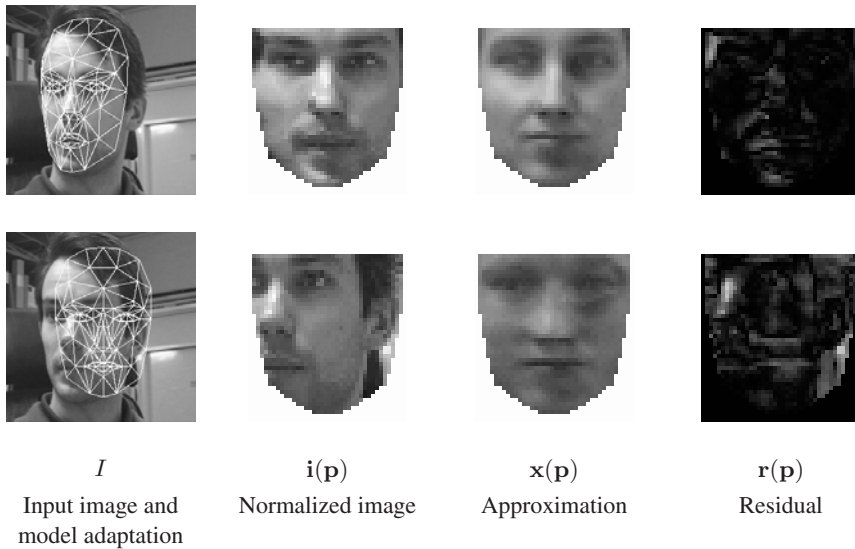 I
i(p)
x(p)
r(p)
Input image and
model adaptation
Normalized image
Approximation
Residual